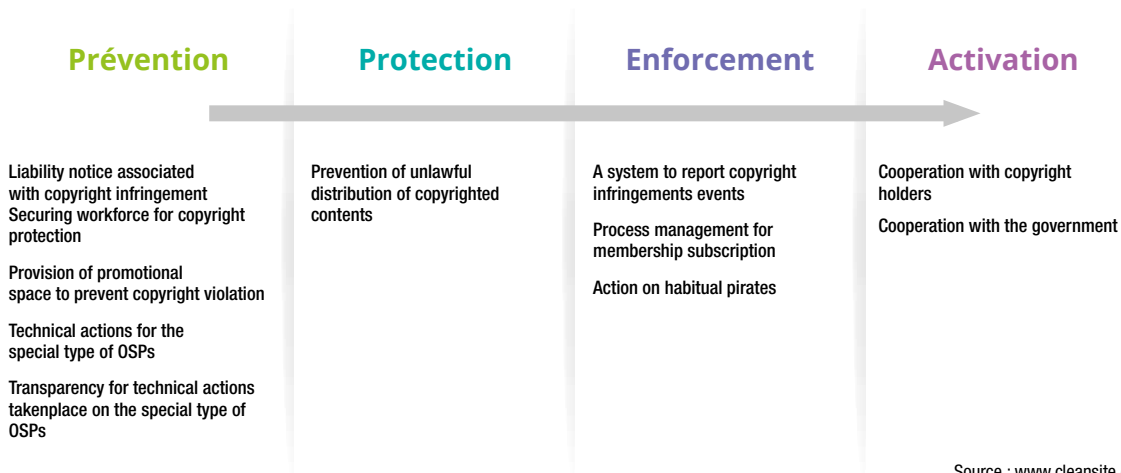 Prévention
Liability notice associated
with copyright infringement
Securing workforce for copyright
protection
Provision of promotional
space to prevent copyright violation
Technical actions for the
special type of OSPs
Transparency for technical actions
takenplace on the special type of
OSPs
Protection
Prevention of unlawful
distribution of copyrighted
contents
Enforcement
A system to report copyright
infringements events
Process management for
membership subscription
Action on habitual pirates
Activation
Cooperation with copyright
holders
Cooperation with the government
Source : www.cleansite